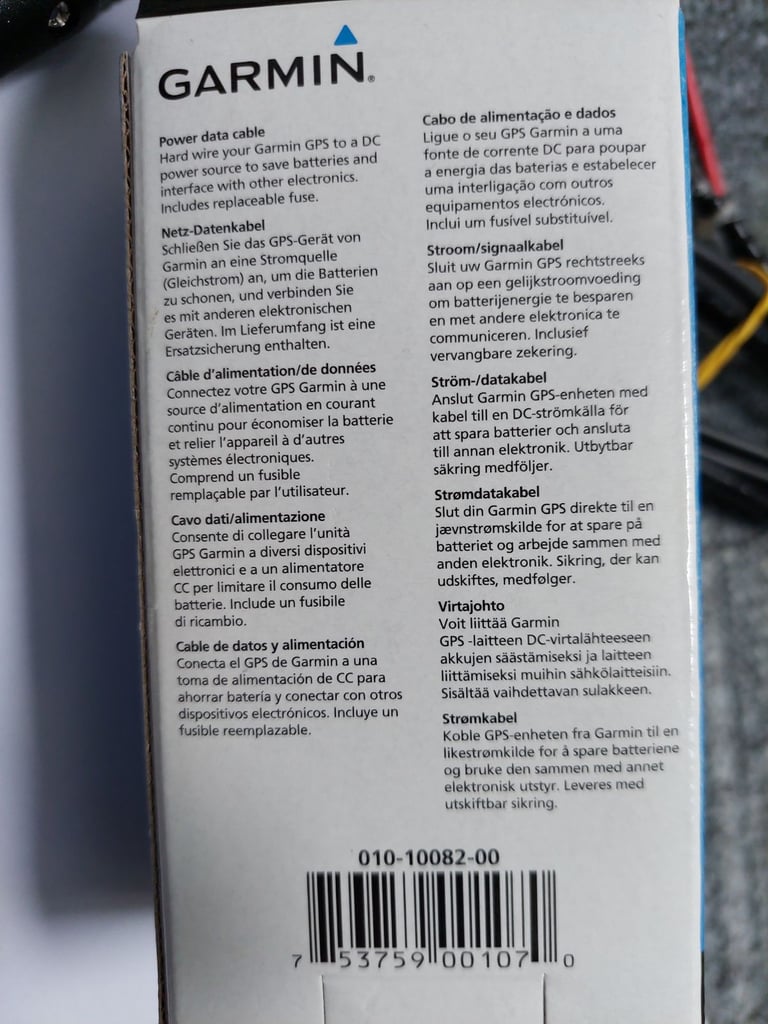 GARMIN®
Power data cable
Hard wire your Garmin GPS to a DC
power source to save batteries and
interface with other electronics.
Includes replaceable fuse.
Netz-Datenkabel
Schließen Sie das GPS-Gerät von
Garmin an eine Stromquelle
(Gleichstrom) an, um die Batterien
zu schonen, und verbinden Sie
es mit anderen elektronischen
Geräten. Im Lieferumfang ist eine
Ersatzsicherung enthalten.
Câble d'alimentation/de données
Connectez votre GPS Garmin à une
source d'alimentation en courant
continu pour économiser la batterie
et relier l'appareil à d'autres
systèmes électroniques.
Comprend un fusible
remplaçable par l'utilisateur.
Cavo dati/alimentazione
Consente di collegare l'unità
GPS Garmin a diversi dispositivi
elettronici e a un alimentatore
CC per limitare il consumo delle
batterie. Include un fusibile
di ricambio.
Cable de datos y alimentación
Conecta el GPS de Garmin a una
toma de alimentación de CC para
ahorrar batería y conectar con otros
dispositivos electrónicos. Incluye un
fusible reemplazable.
Cabo de alimentação e dados
Ligue o seu GPS Garmin a uma
fonte de corrente DC para poupar
a energia das baterias e estabelecer
uma interligação com outros
equipamentos electrónicos.
Inclui um fusível substituível.
Stroom/signaalkabel
Sluit uw Garmin GPS rechtstreeks
aan op een gelijkstroomvoeding
om batterijenergie te besparen
en met andere elektronica te
communiceren. Inclusief
vervangbare zekering.
Ström-/datakabel
Anslut Garmin GPS-enheten med
kabel till en DC-strömkälla för
att spara batterier och ansluta
till annan elektronik. Utbytbar
säkring medföljer.
Strømdatakabel
Slut din Garmin GPS direkte til en
jævnstrømskilde for at spare på
batteriet og arbejde sammen med
anden elektronik. Sikring, der kan
udskiftes, medfølger.
Virtajohto
Voit liittää Garmin
GPS -laitteen DC-virtalähteeseen
akkujen säästämiseksi ja laitteen
liittämiseksi muihin sähkölaitteisiin.
Sisältää vaihdettavan sulakkeen.
Strømkabel
Koble GPS-enheten fra Garmin til en
likestrømkilde for å spare batteriene
og bruke den sammen med annet
elektronisk utstyr. Leveres med
utskiftbar sikring.
010-10082-00
7 53759 00107 0